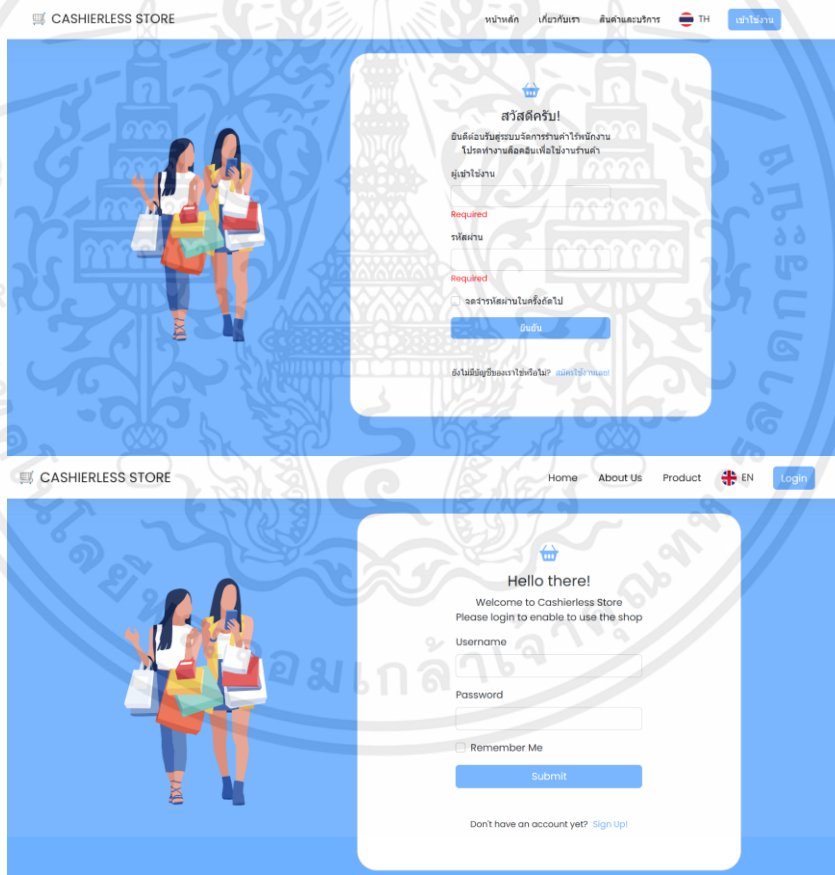 CASHIERLESS STORE
หน้าหลัก เกี่ยวกับเรา สินค้าและบริการ TH เข้าใช้งาน
สวัสดีครับ!
ยินดีต้อนรับสู่ระบบจัดการร้านค้าไร้พนักงาน
โปรดทำงานล็อคอินเพื่อใช้งานร้านค้า
ผู้เข้าใช้งาน
Required
รหัสผ่าน
Required
จดจำรหัสผ่านในครั้งถัดไป
ยืนยัน
ยังไม่มีบัญชีของเราใช่หรือไม่? สมัครใช้งานเลย!
CASHIERLESS STORE
Home About Us Product EN Login
Hello there!
Welcome to Cashierless Store
Please login to enable to use the shop
Username
Password
Remember Me
Submit
Don't have an account yet? Sign Up!